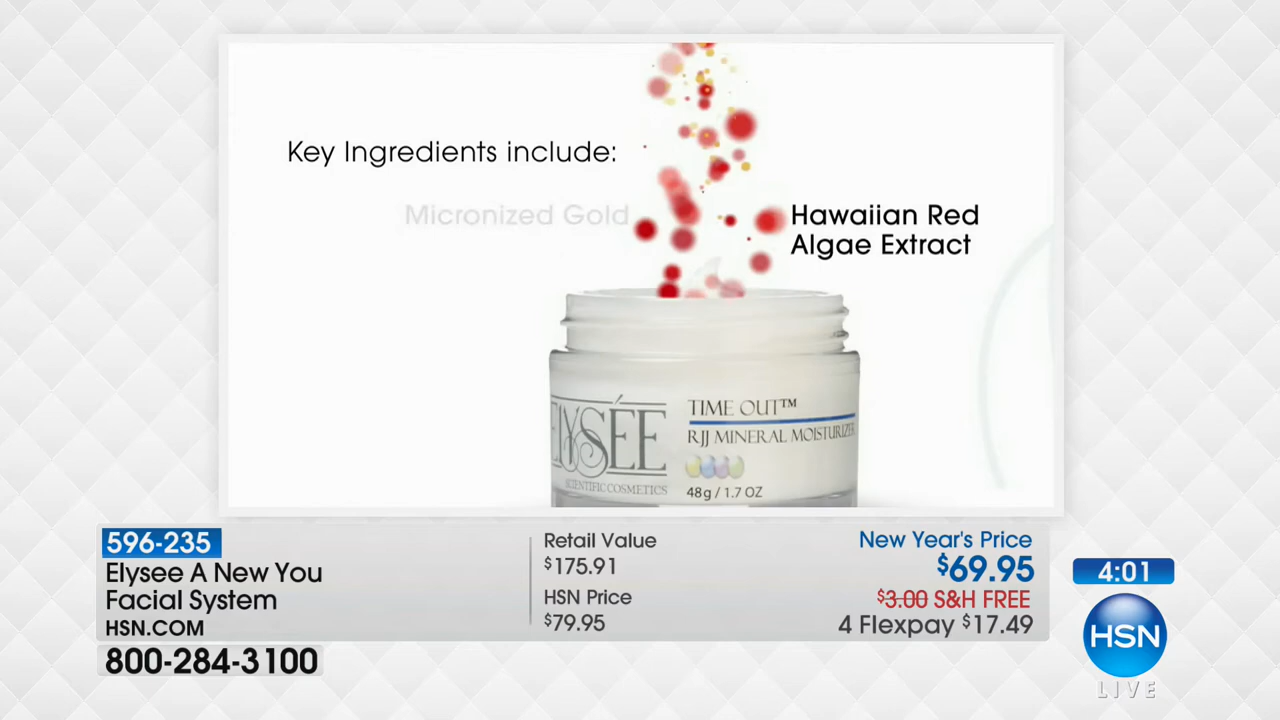 Key Ingredients include:
Micronized Gold
Hawaiian Red
Algae Extract
ELYSÉE
SCIENTIFIC COSMETICS
TIME OUT™
RJJ MINERAL MOISTURIZER
48g / 1.7 OZ
596-235
Elysee A New You
Facial System
HSN.COM
800-284-3100
Retail Value
$175.91
HSN Price
$79.95
New Year's Price
$69.95
$3.00 S&H FREE
4 Flexpay $17.49
4:01
HSN
LIVE